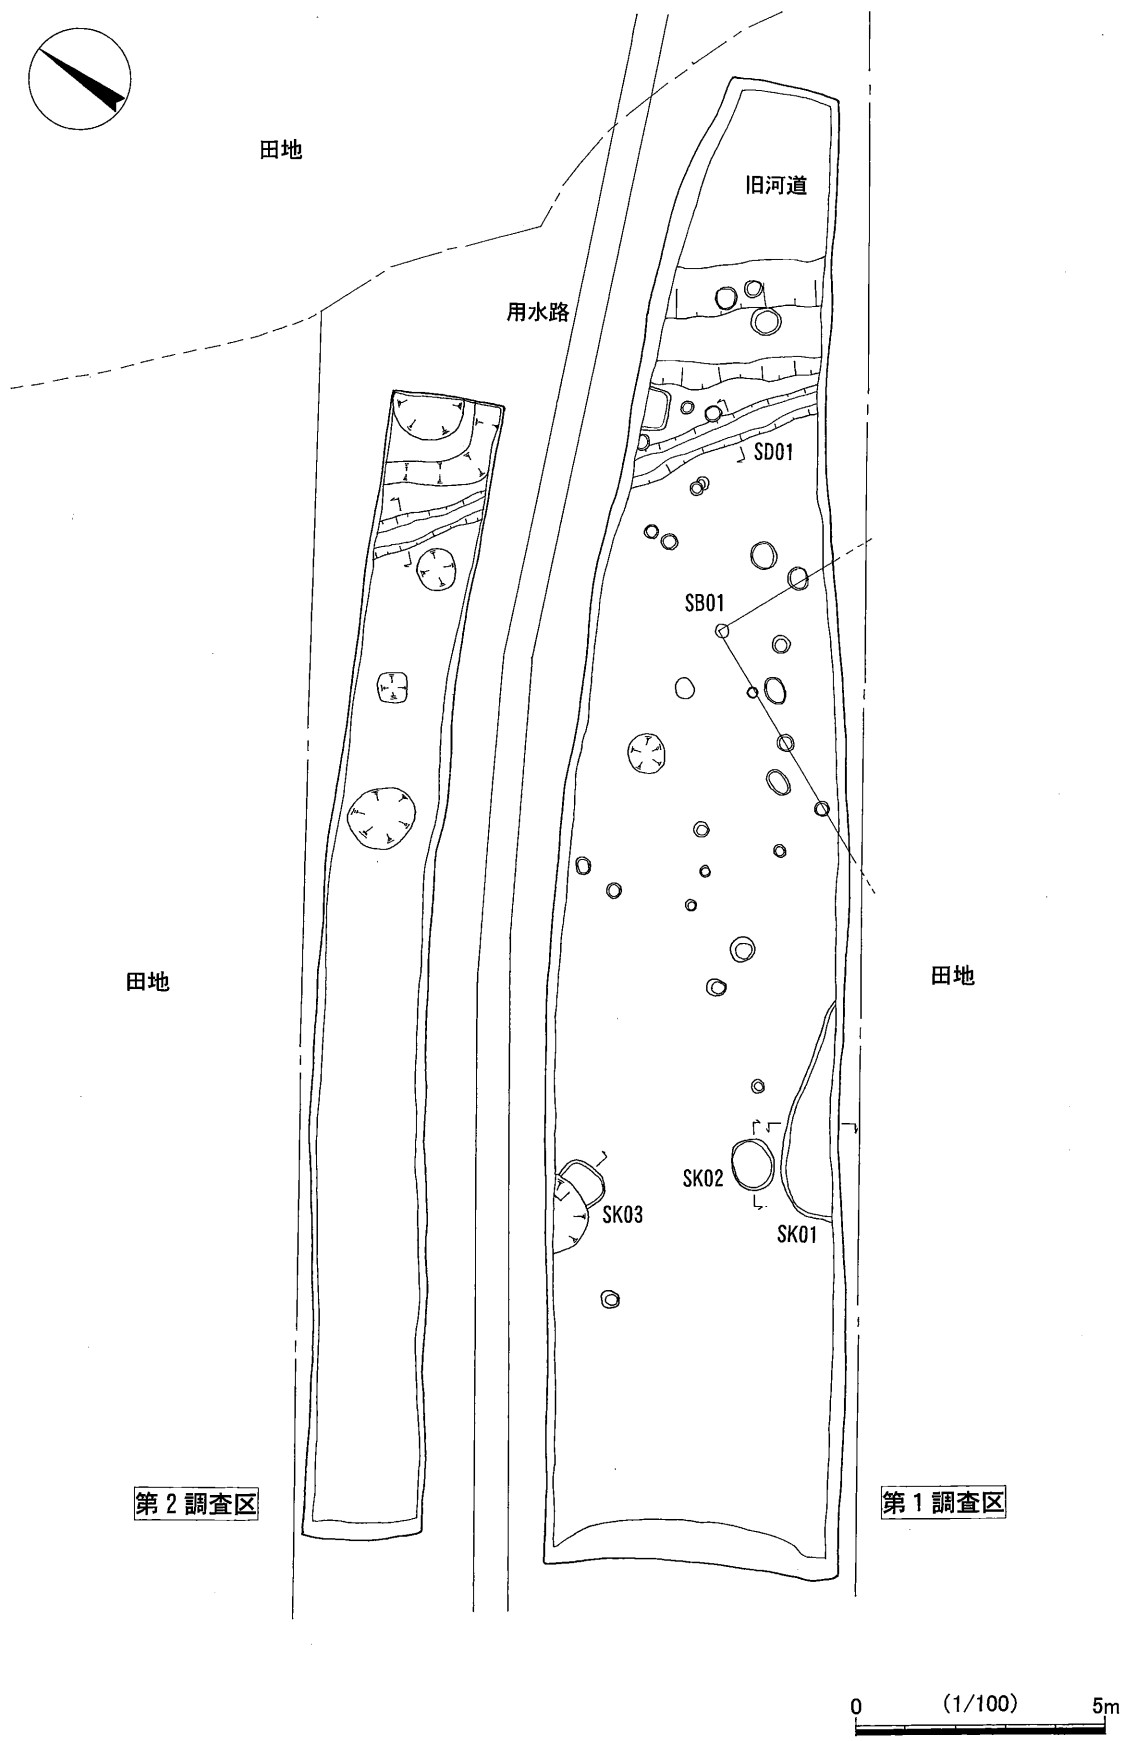 田地
旧河道
用水路
SD01
SB01
田地
田地
SK02
SK03
SK01
第2調査区
第1調査区
0 (1/100) 5m